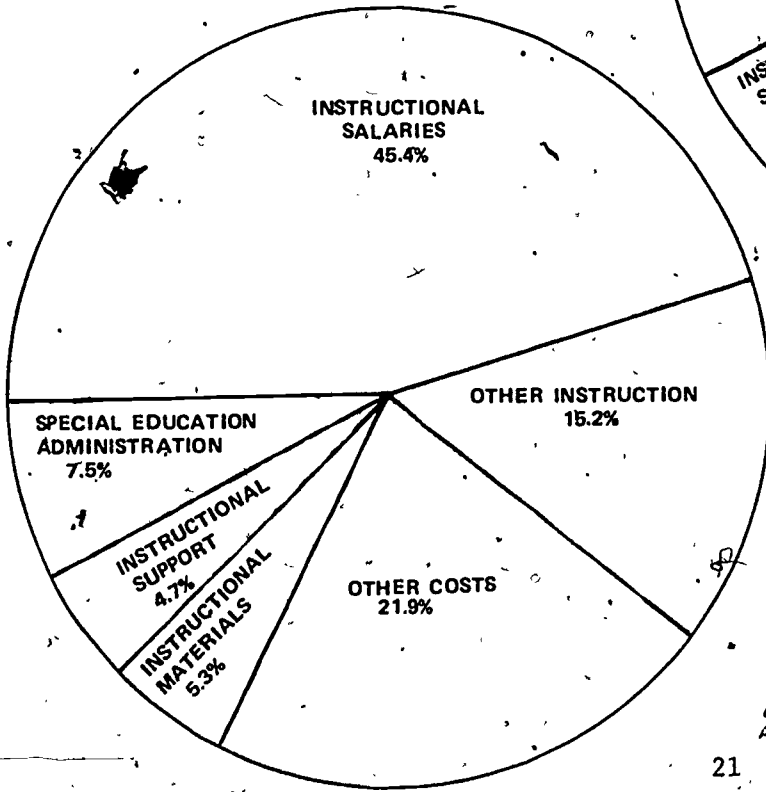 INSTRUCTIONAL
SALARIES
45.4%
INS
S
OTHER INSTRUCTION
15.2%
SPECIAL EDUCATION
ADMINISTRATION
7.5%
INSTRUCTIONAL
SUPPORT
4.7%
INSTRUCTIONAL
MATERIALS
5.3%
OTHER COSTS
21.9%
21